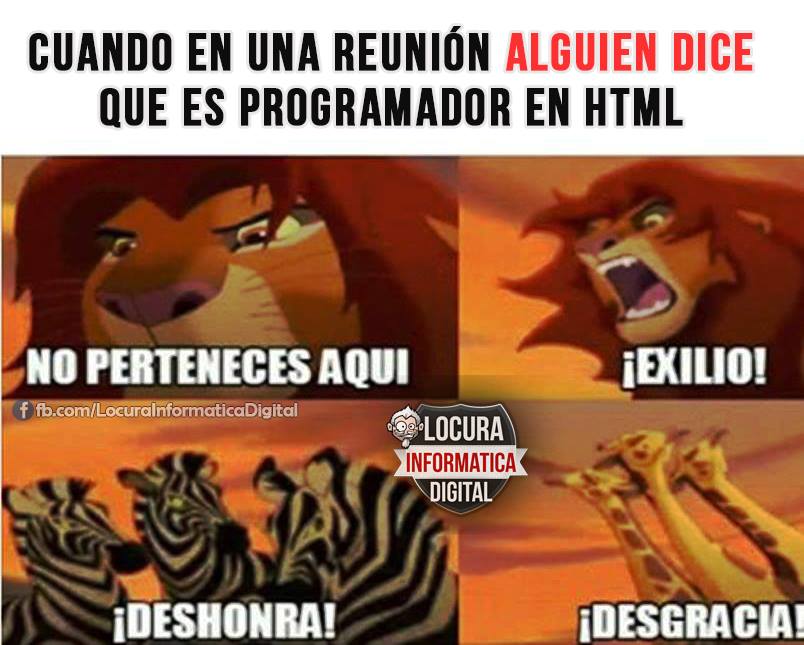 CUANDO EN UNA REUNIÓN ALGUIEN DICE
QUE ES PROGRAMADOR EN HTML
NO PERTENECES AQUI
¡EXILIO!
fb.com/LocuraInformaticaDigital
LOCURA
INFORMATICA
DIGITAL
¡DESHONRA!
¡DESGRACIA!